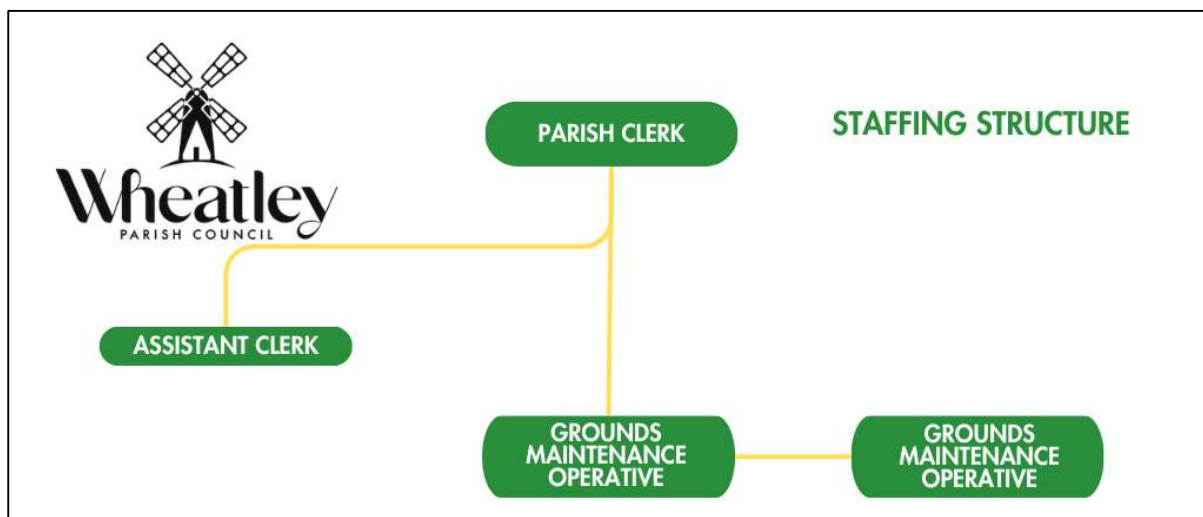 PARISH CLERK
STAFFING STRUCTURE
Wheatley
PARISH COUNCIL
ASSISTANT CLERK
GROUNDS
MAINTENANCE
OPERATIVE
GROUNDS
MAINTENANCE
OPERATIVE